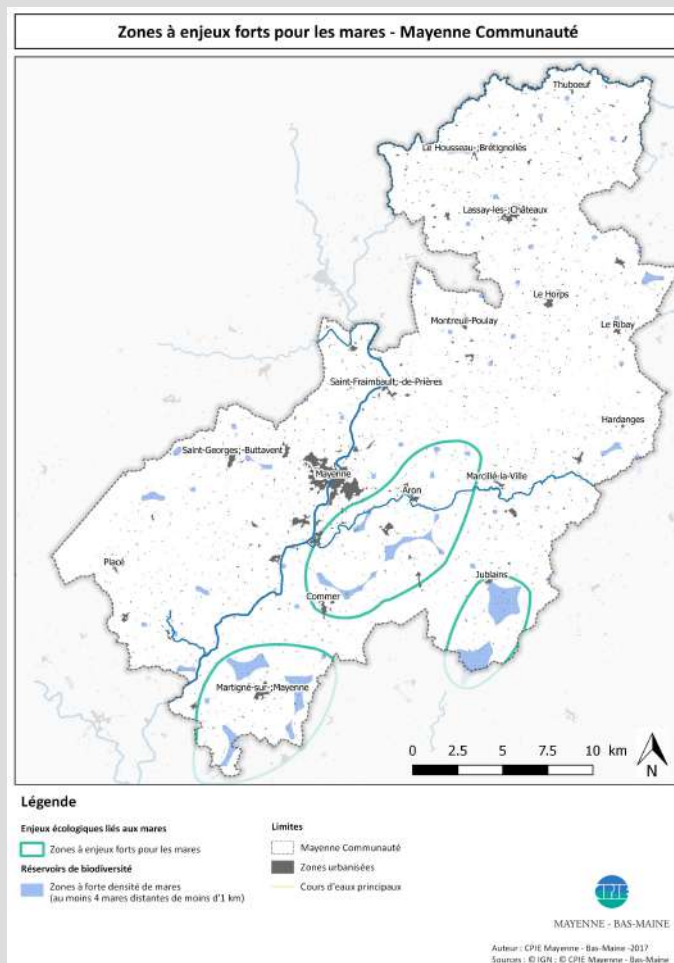 Zones à enjeux forts pour les mares - Mayenne Communauté
Thuboeuf
Le Housseau-;Brétignolles
Lassay-les-;Châteaux
Le Horps
Montreuil-Poulay
Le Ribay
Saint-Fraimbault;-de-Prières
Hardanges
Saint-Georges;-Buttavent
Mayenne
Marcillé-la-Ville
Aron
Placé
Jublains
Commer
Martigné-sur-;Mayenne
0 2.5 5 7.5 10 km
N
Légende
Enjeux écologiques liés aux mares
Zones à enjeux forts pour les mares
Réservoirs de biodiversité
Zones à forte densité de mares
(au moins 4 mares distantes de moins d'1 km)
Limites
Mayenne Communauté
Zones urbanisées
Cours d'eaux principaux
CPIE
MAYENNE - BAS-MAINE
Auteur : CPIE Mayenne - Bas-Maine -2017
Sources : © IGN ; © CPIE Mayenne - Bas-Maine